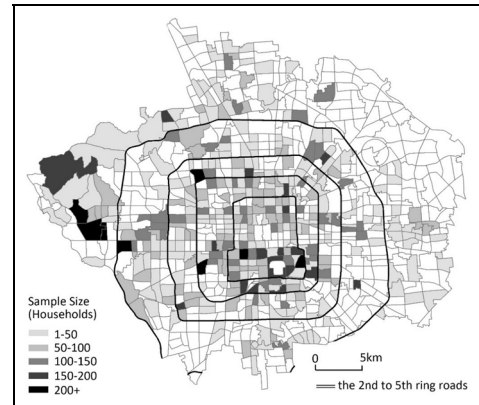 Sample Size
(Households)
1-50
50-100
100-150
150-200
200+
0 5km
the 2nd to 5th ring roads